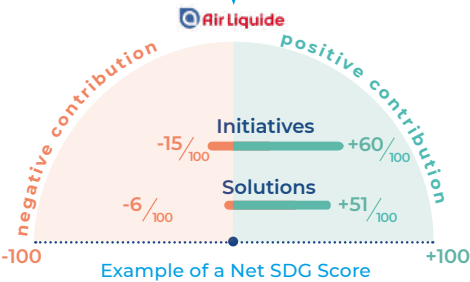 Air Liquide
negative contribution
positive contribution
Initiatives
-15/100
+60/100
Solutions
-6/100
+51/100
-100
+100
Example of a Net SDG Score